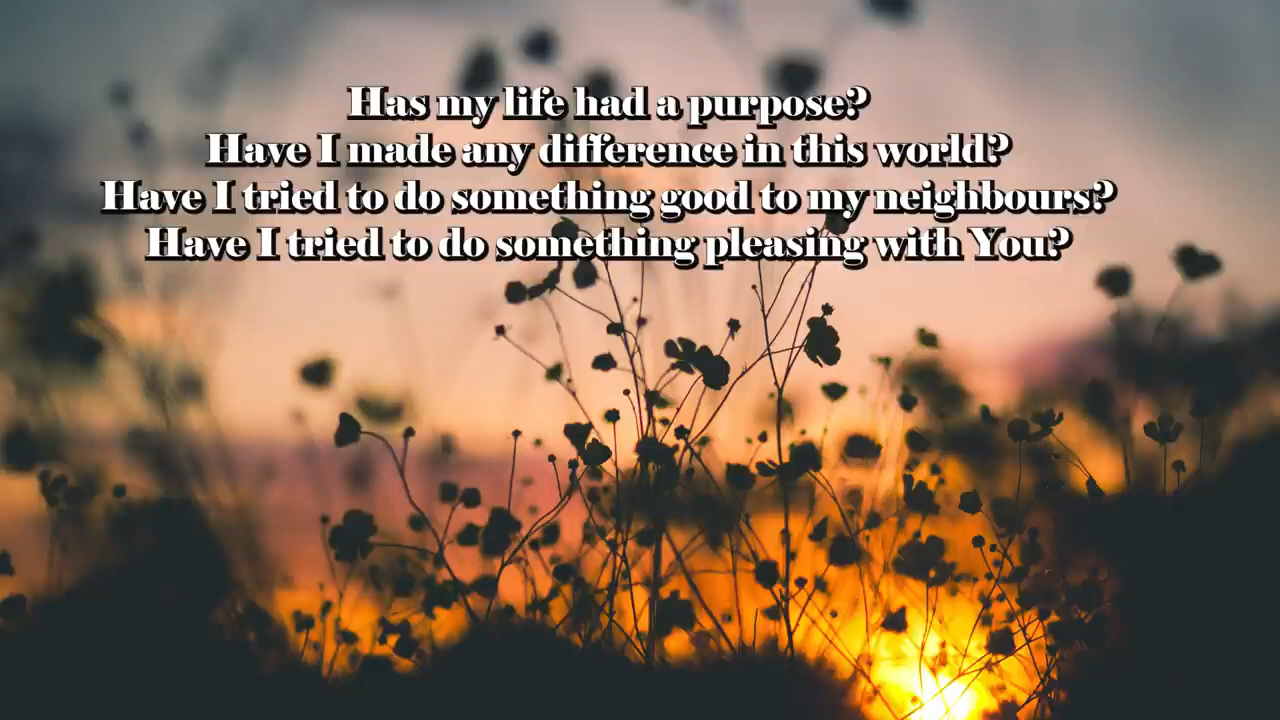 Has my life had a purpose?
Have I made any difference in this world?
Have I tried to do something good to my neighbours?
Have I tried to do something pleasing with You?